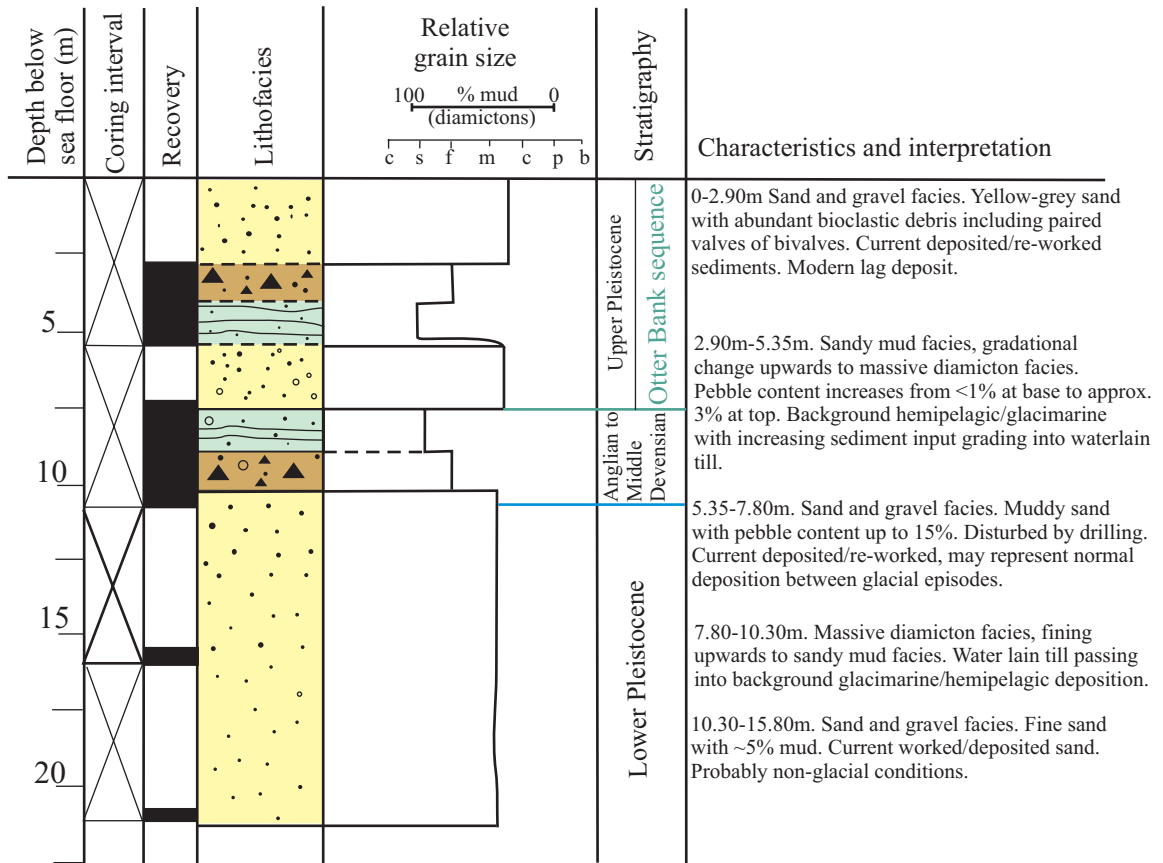 Depth below
sea floor (m)
Coring interval
Recovery
Lithofacies
Relative
grain size
100 % mud 0
(diamictons)
c s f m c p b
Stratigraphy
Characteristics and interpretation
5
10
15
20
Upper Pleistocene
Otter Bank sequence
Anglian to
Middle
Devensian
Lower Pleistocene
0-2.90m Sand and gravel facies. Yellow-grey sand
with abundant bioclastic debris including paired
valves of bivalves. Current deposited/re-worked
sediments. Modern lag deposit.
2.90m-5.35m. Sandy mud facies, gradational
change upwards to massive diamicton facies.
Pebble content increases from <1% at base to approx.
3% at top. Background hemipelagic/glacimarine
with increasing sediment input grading into waterlain
till.
5.35-7.80m. Sand and gravel facies. Muddy sand
with pebble content up to 15%. Disturbed by drilling.
Current deposited/re-worked, may represent normal
deposition between glacial episodes.
7.80-10.30m. Massive diamicton facies, fining
upwards to sandy mud facies. Water lain till passing
into background glacimarine/hemipelagic deposition.
10.30-15.80m. Sand and gravel facies. Fine sand
with ~5% mud. Current worked/deposited sand.
Probably non-glacial conditions.